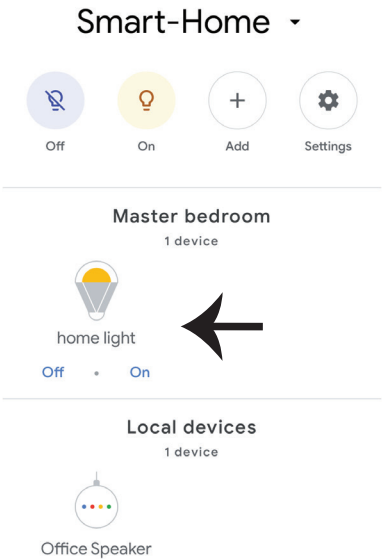 Smart-Home
Off On Add Settings
Master bedroom
1 device
home light
Off • On
Local devices
1 device
Office Speaker